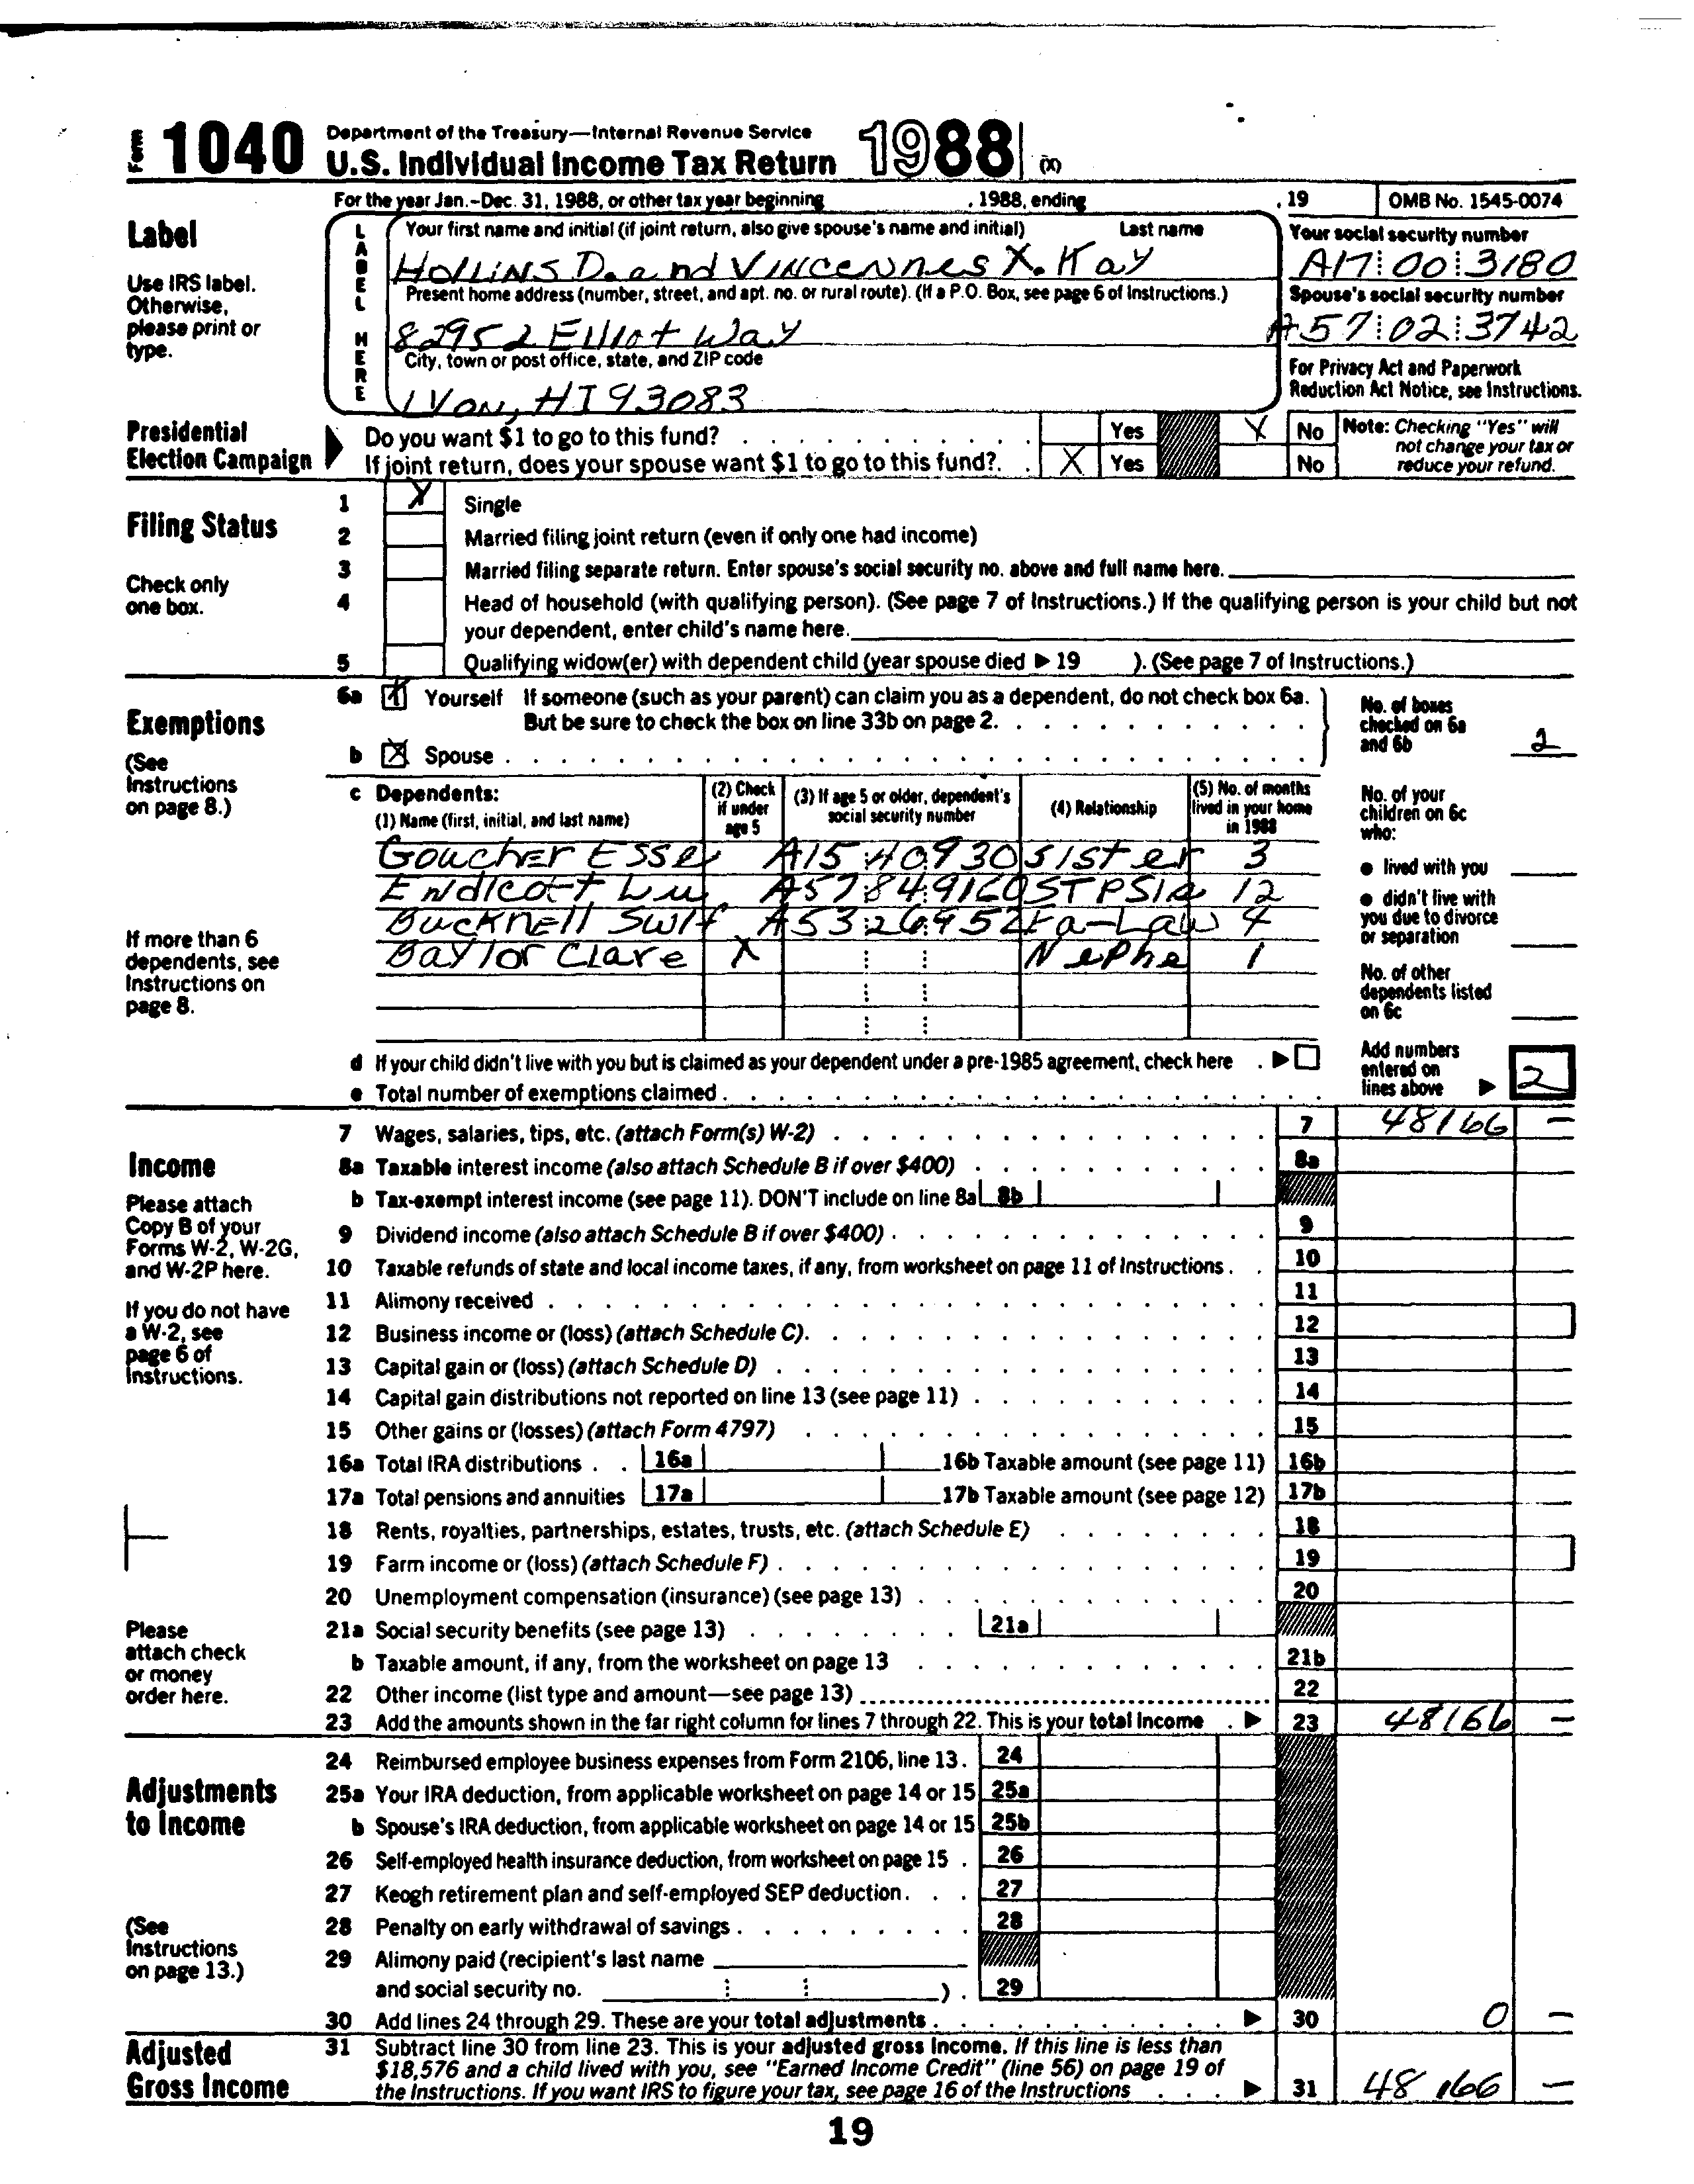 Form 1040 Department of the Treasury—Internal Revenue Service
U.S. Individual Income Tax Return 1988 (X)
For the year Jan.-Dec. 31, 1988, or other tax year beginning , 1988, ending , 19 OMB No. 1545-0074
Label
Use IRS label. Otherwise, please print or type.
LABEL HERE
Your first name and initial (if joint return, also give spouse's name and initial) Last name
HOLLINS D. and VINCENNES X. Kay
Your social security number
A17 00 3180
Present home address (number, street, and apt. no. or rural route). (If a P.O. Box, see page 6 of Instructions.)
82952 Elliot Way
Spouse's social security number
A57 02 3742
City, town or post office, state, and ZIP code
IVON, HI 93083
For Privacy Act and Paperwork Reduction Act Notice, see Instructions.
Presidential Election Campaign
Do you want $1 to go to this fund? Yes X No
If joint return, does your spouse want $1 to go to this fund? X Yes No
Note: Checking "Yes" will not change your tax or reduce your refund.
Filing Status
Check only one box.
1 X Single
2 Married filing joint return (even if only one had income)
3 Married filing separate return. Enter spouse's social security no. above and full name here.
4 Head of household (with qualifying person). (See page 7 of Instructions.) If the qualifying person is your child but not
your dependent, enter child's name here.
5 Qualifying widow(er) with dependent child (year spouse died ▶ 19 ). (See page 7 of Instructions.)
Exemptions
(See Instructions on page 8.)
6a X Yourself If someone (such as your parent) can claim you as a dependent, do not check box 6a.
But be sure to check the box on line 33b on page 2.
b X Spouse
No. of boxes checked on 6a and 6b 2
c Dependents:
(1) Name (first, initial, and last name) (2) Check if under age 5 (3) If age 5 or older, dependent's social security number (4) Relationship (5) No. of months lived in your home in 1988
Goucher Esse A15 40 930 sister 3
Endicott Lu A57 84 9160 STPSIS 12
Bucknell Swif A53 26 952 Fa-Law 4
Baylor Clare X Nephe 1
If more than 6 dependents, see Instructions on page 8.
No. of your children on 6c who:
● lived with you
● didn't live with you due to divorce or separation
No. of other dependents listed on 6c
d If your child didn't live with you but is claimed as your dependent under a pre-1985 agreement, check here ▶
e Total number of exemptions claimed
Add numbers entered on lines above ▶ 2
Income
Please attach Copy B of your Forms W-2, W-2G, and W-2P here.
If you do not have a W-2, see page 6 of Instructions.
Please attach check or money order here.
7 Wages, salaries, tips, etc. (attach Form(s) W-2) 7 48166 —
8a Taxable interest income (also attach Schedule B if over $400) 8a
b Tax-exempt interest income (see page 11). DON'T include on line 8a 8b
9 Dividend income (also attach Schedule B if over $400) 9
10 Taxable refunds of state and local income taxes, if any, from worksheet on page 11 of Instructions 10
11 Alimony received 11
12 Business income or (loss) (attach Schedule C) 12
13 Capital gain or (loss) (attach Schedule D) 13
14 Capital gain distributions not reported on line 13 (see page 11) 14
15 Other gains or (losses) (attach Form 4797) 15
16a Total IRA distributions 16a 16b Taxable amount (see page 11) 16b
17a Total pensions and annuities 17a 17b Taxable amount (see page 12) 17b
18 Rents, royalties, partnerships, estates, trusts, etc. (attach Schedule E) 18
19 Farm income or (loss) (attach Schedule F) 19
20 Unemployment compensation (insurance) (see page 13) 20
21a Social security benefits (see page 13) 21a
b Taxable amount, if any, from the worksheet on page 13 21b
22 Other income (list type and amount—see page 13) 22
23 Add the amounts shown in the far right column for lines 7 through 22. This is your total income ▶ 23 48166 —
Adjustments to Income
(See Instructions on page 13.)
24 Reimbursed employee business expenses from Form 2106, line 13. 24
25a Your IRA deduction, from applicable worksheet on page 14 or 15 25a
b Spouse's IRA deduction, from applicable worksheet on page 14 or 15 25b
26 Self-employed health insurance deduction, from worksheet on page 15 26
27 Keogh retirement plan and self-employed SEP deduction 27
28 Penalty on early withdrawal of savings 28
29 Alimony paid (recipient's last name
and social security no. ) 29
30 Add lines 24 through 29. These are your total adjustments ▶ 30 0 —
Adjusted Gross Income
31 Subtract line 30 from line 23. This is your adjusted gross income. If this line is less than
$18,576 and a child lived with you, see "Earned Income Credit" (line 56) on page 19 of
the Instructions. If you want IRS to figure your tax, see page 16 of the Instructions ▶ 31 48 166 —
19